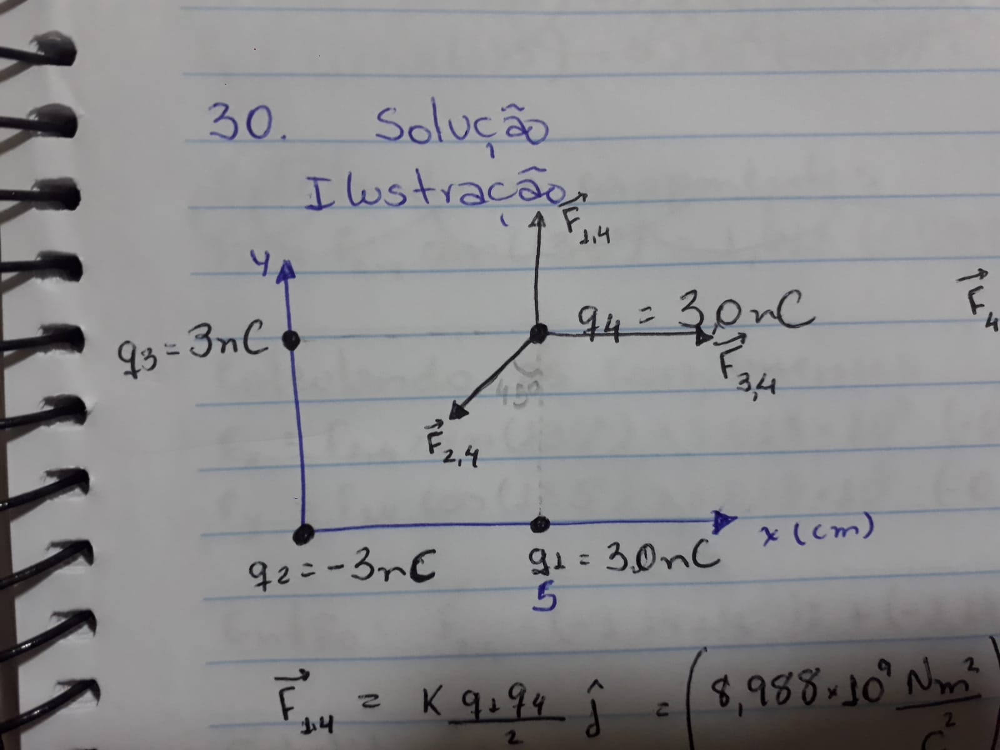 30. Solução
Ilustração
F⃗1,4
y
F⃗4
q3=3nC
q4 = 3,0nC
F⃗3,4
45º
F⃗2,4
x (cm)
q2=-3nC
q1=3,0nC
5
F⃗1,4 = K q1q4/2 ĵ = (8,988×10⁹ Nm²/C²)